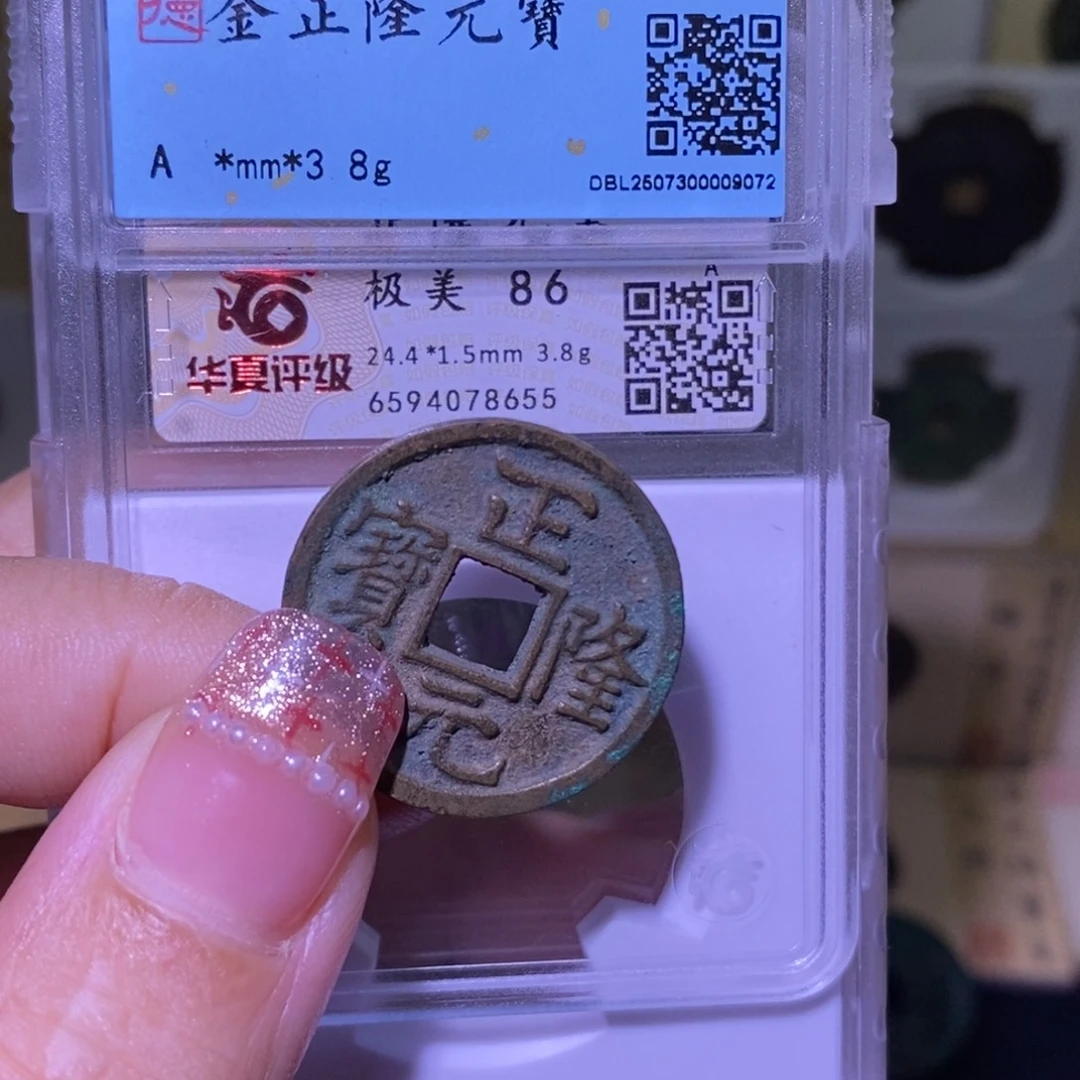 德
金正隆元寶
A *mm*3 8g
DBL2507300009072
A
极美 86
华夏评级
24.4*1.5mm 3.8g
6594078655
正隆元寶